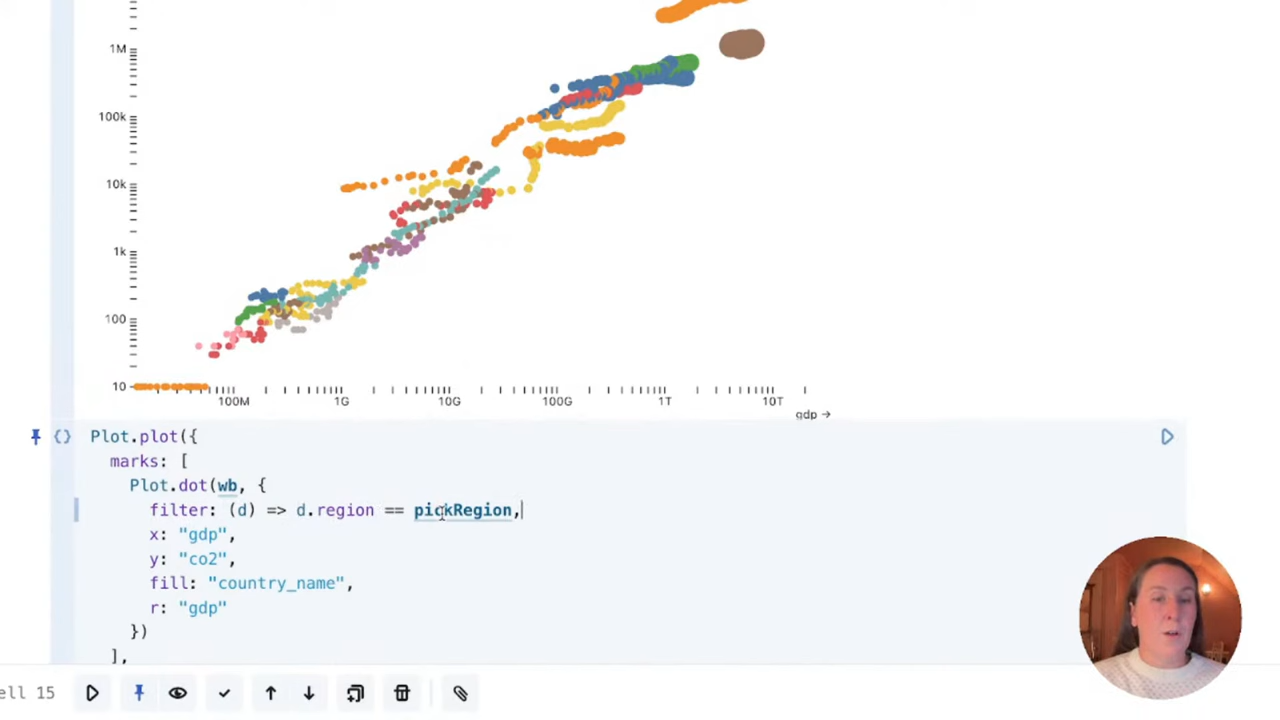 1M
100k
10k
1k
100
10
100M 1G 10G 100G 1T 10T
gdp →
Plot.plot({
marks: [
Plot.dot(wb, {
filter: (d) => d.region == pickRegion,
x: "gdp",
y: "co2",
fill: "country_name",
r: "gdp"
})
],
ell 15